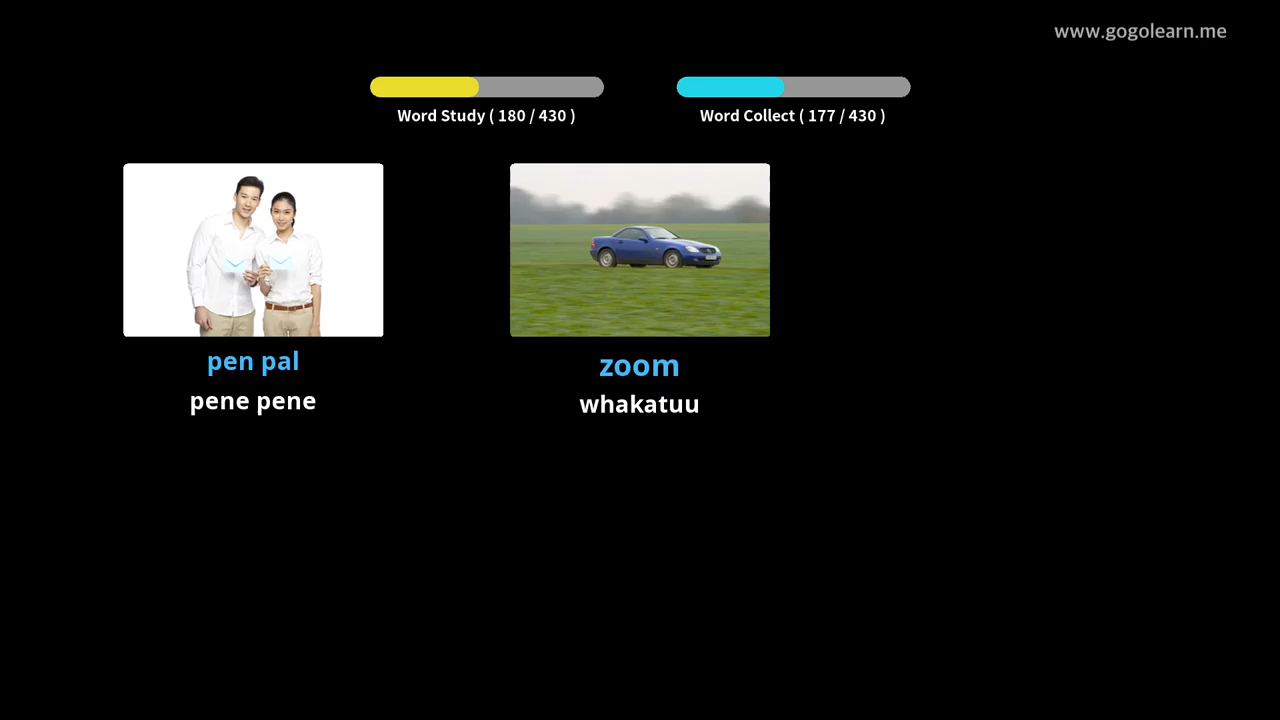 www.gogolearn.me
Word Study ( 180 / 430 )
Word Collect ( 177 / 430 )
pen pal
pene pene
zoom
whakatuu